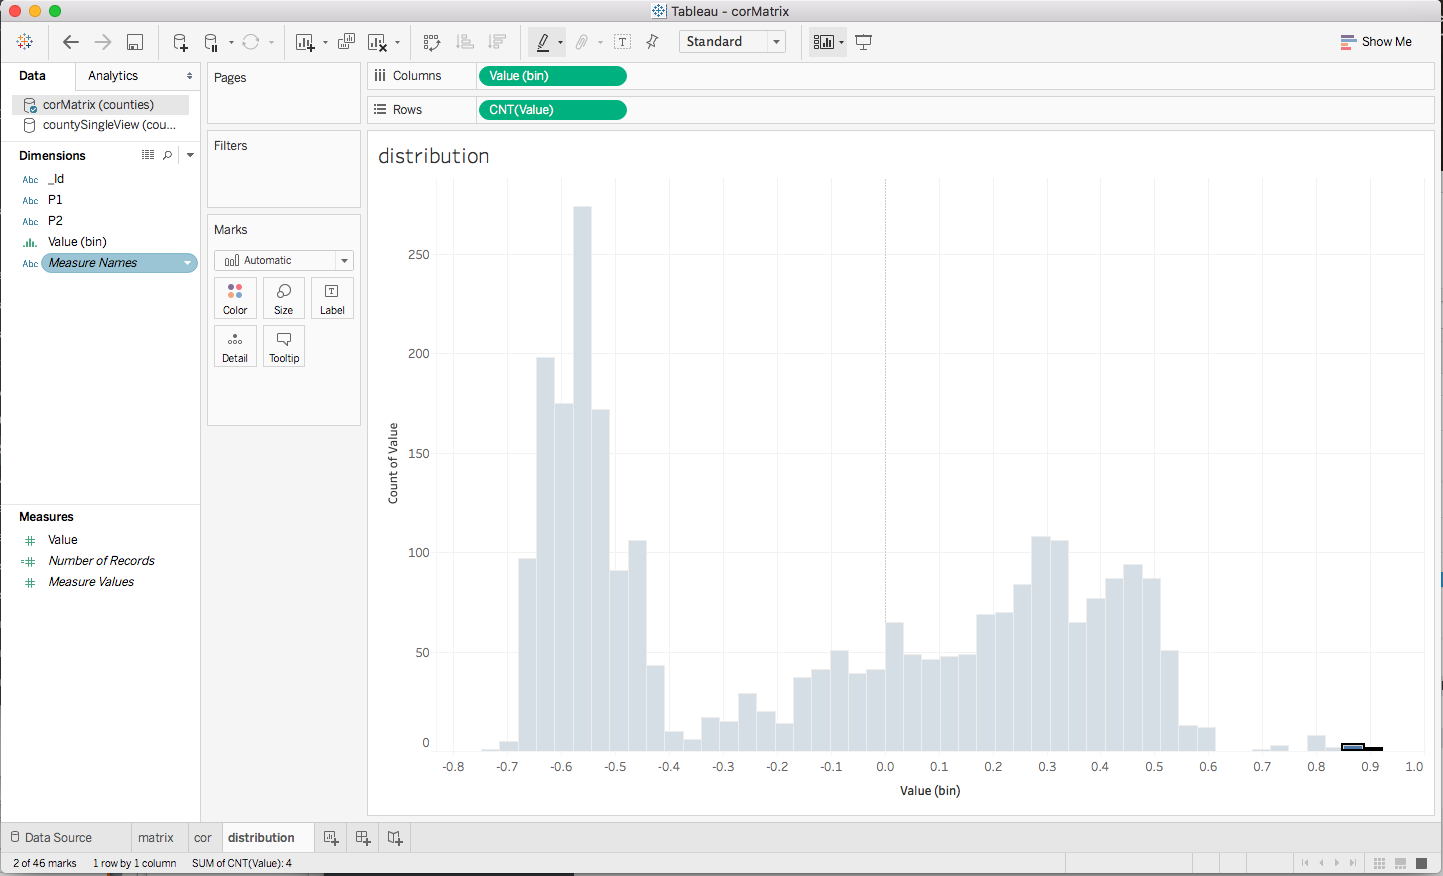 Tableau - corMatrix
Standard
Show Me
Data
Analytics
corMatrix (counties)
countySingleView (cou...
Dimensions
Abc _Id
Abc P1
Abc P2
Value (bin)
Abc Measure Names
Measures
Value
Number of Records
Measure Values
Pages
Filters
Marks
Automatic
Color
Size
Label
Detail
Tooltip
Columns
Value (bin)
Rows
CNT(Value)
distribution
250
200
150
100
50
0
Count of Value
-0.8 -0.7 -0.6 -0.5 -0.4 -0.3 -0.2 -0.1 0.0 0.1 0.2 0.3 0.4 0.5 0.6 0.7 0.8 0.9 1.0
Value (bin)
Data Source
matrix
cor
distribution
2 of 46 marks
1 row by 1 column
SUM of CNT(Value): 4